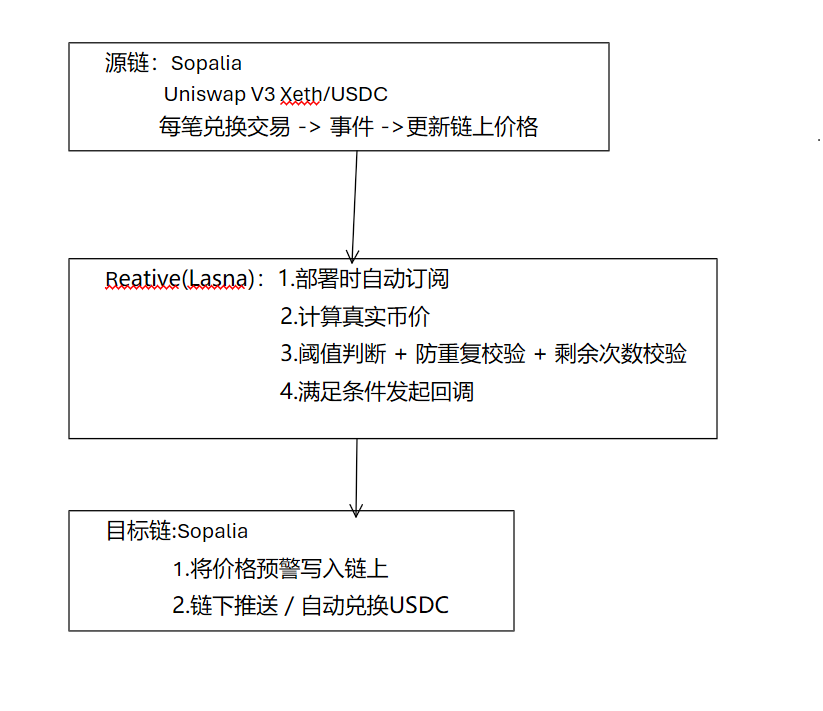 源链：Sopalia
Uniswap V3 Xeth/USDC
每笔兑换交易 -> 事件 ->更新链上价格
Reative(Lasna)：1.部署时自动订阅
2.计算真实币价
3.阈值判断 + 防重复校验 + 剩余次数校验
4.满足条件发起回调
目标链:Sopalia
1.将价格预警写入链上
2.链下推送 / 自动兑换USDC